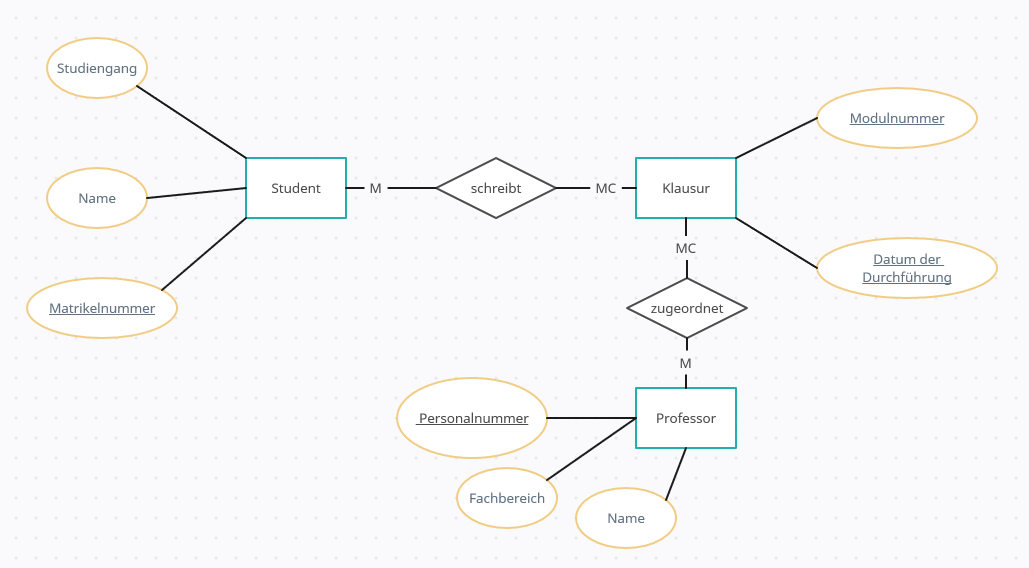 Studiengang
Modulnummer
Student
M
schreibt
MC
Klausur
Name
MC
Datum der
Durchführung
Matrikelnummer
zugeordnet
M
Personalnummer
Professor
Fachbereich
Name